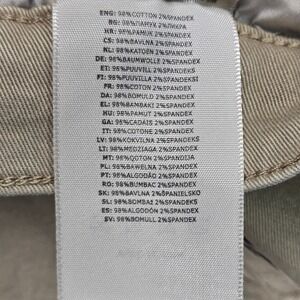 ENG: 98%COTTON 2%SPANDEX
BG: 98%ПАМУК 2%ЛИКРА
HR: 98%PAMUK 2%SPANDEX
CS: 98%BAVLNA 2%SPANDEX
NL: 98%KATOEN 2%SPANDEX
DE: 98%BAUMWOLLE 2%SPANDEX
ET: 98%PUUVILL 2%SPANDEX
FI: 98%PUUVILLA 2%SPANDEKSI
FR: 98%COTON 2%SPANDEX
DA: 98%BOMULD 2%SPANDEX
EL: 98%ΒΑΜΒΑΚΙ 2%SPANDEX
HU: 98%PAMUT 2%SPANDEX
GA: 98%CADÁIS 2%SPANDEX
IT: 98%COTONE 2%SPANDEX
LV: 98%KOKVILNA 2%SPANDEKS
LT: 98%MEDZIAGA 2%SPANDEX
MT: 98%QOTON 2%SPANDIJA
PL: 98%BAWEŁNA 2%SPANDEX
PT: 98%ALGODÃO 2%SPANDEX
RO: 98%BUMBAC 2%SPANDEX
SK: 98%BAVLNA 2%ŠPANIELSKO
SL: 98%BOMBAŽ 2%SPANDEKS
ES: 98%ALGODÓN 2%SPANDEX
SV: 98%BOMULL 2%SPANDEX